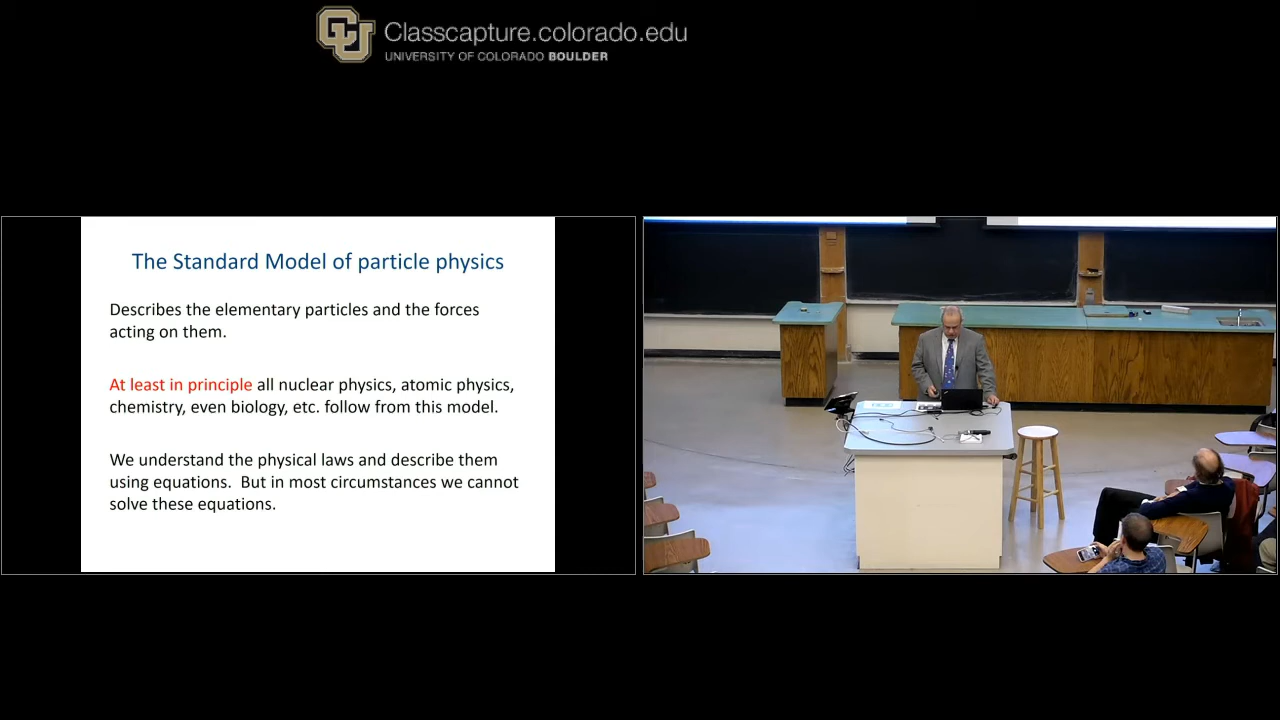 CU
Classcapture.colorado.edu
UNIVERSITY OF COLORADO BOULDER
The Standard Model of particle physics
Describes the elementary particles and the forces
acting on them.
At least in principle all nuclear physics, atomic physics,
chemistry, even biology, etc. follow from this model.
We understand the physical laws and describe them
using equations.  But in most circumstances we cannot
solve these equations.